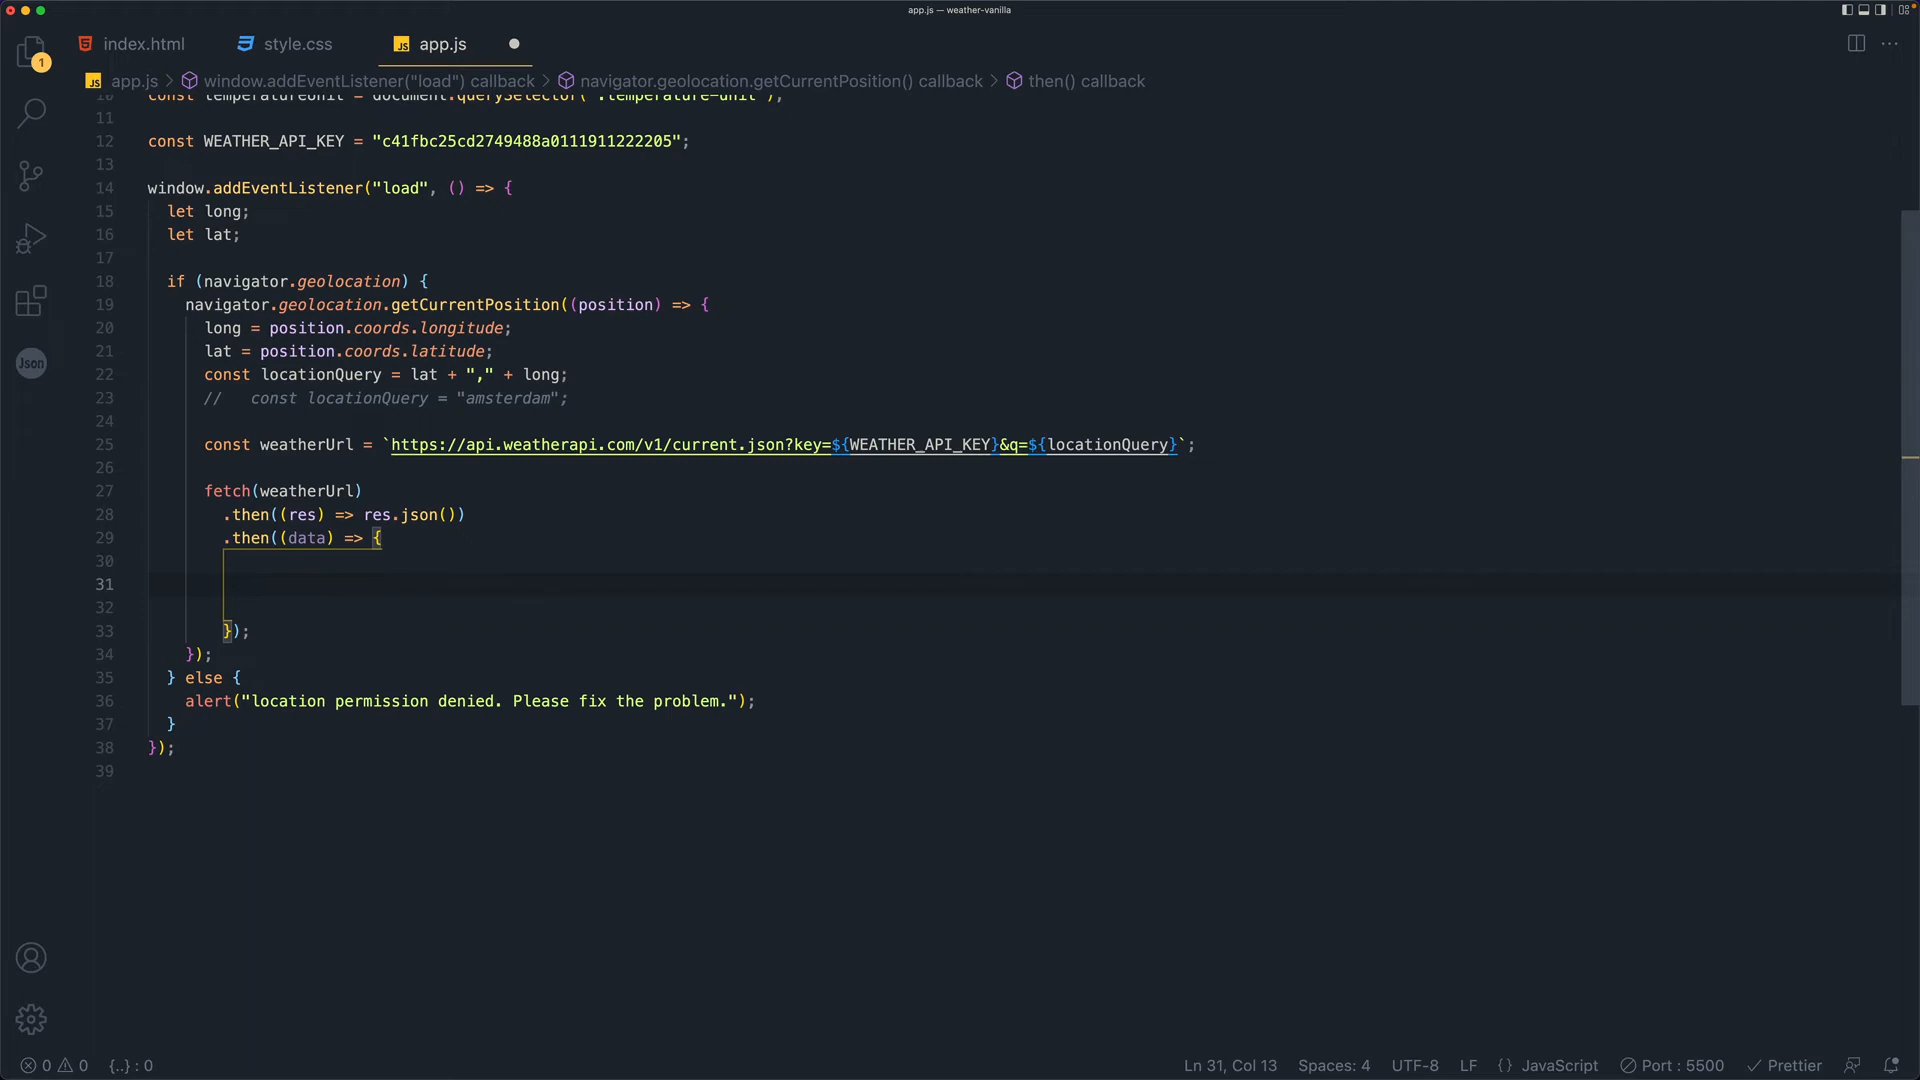 app.js — weather-vanilla
index.html
style.css
JS app.js
1
JS app.js > window.addEventListener("load") callback > navigator.geolocation.getCurrentPosition() callback > then() callback
10 const temperatureUnit = document.querySelector(".temperature-unit");
11
12 const WEATHER_API_KEY = "c41fbc25cd2749488a0111911222205";
13
14 window.addEventListener("load", () => {
15 let long;
16 let lat;
17
18 if (navigator.geolocation) {
19 navigator.geolocation.getCurrentPosition((position) => {
20 long = position.coords.longitude;
21 lat = position.coords.latitude;
22 const locationQuery = lat + "," + long;
23 // const locationQuery = "amsterdam";
24
25 const weatherUrl = `https://api.weatherapi.com/v1/current.json?key=${WEATHER_API_KEY}&q=${locationQuery}`;
26
27 fetch(weatherUrl)
28 .then((res) => res.json())
29 .then((data) => {
30
31
32
33 });
34 });
35 } else {
36 alert("location permission denied. Please fix the problem.");
37 }
38 });
39
Json
0 0 {..} : 0
Ln 31, Col 13 Spaces: 4 UTF-8 LF {} JavaScript Port : 5500 Prettier